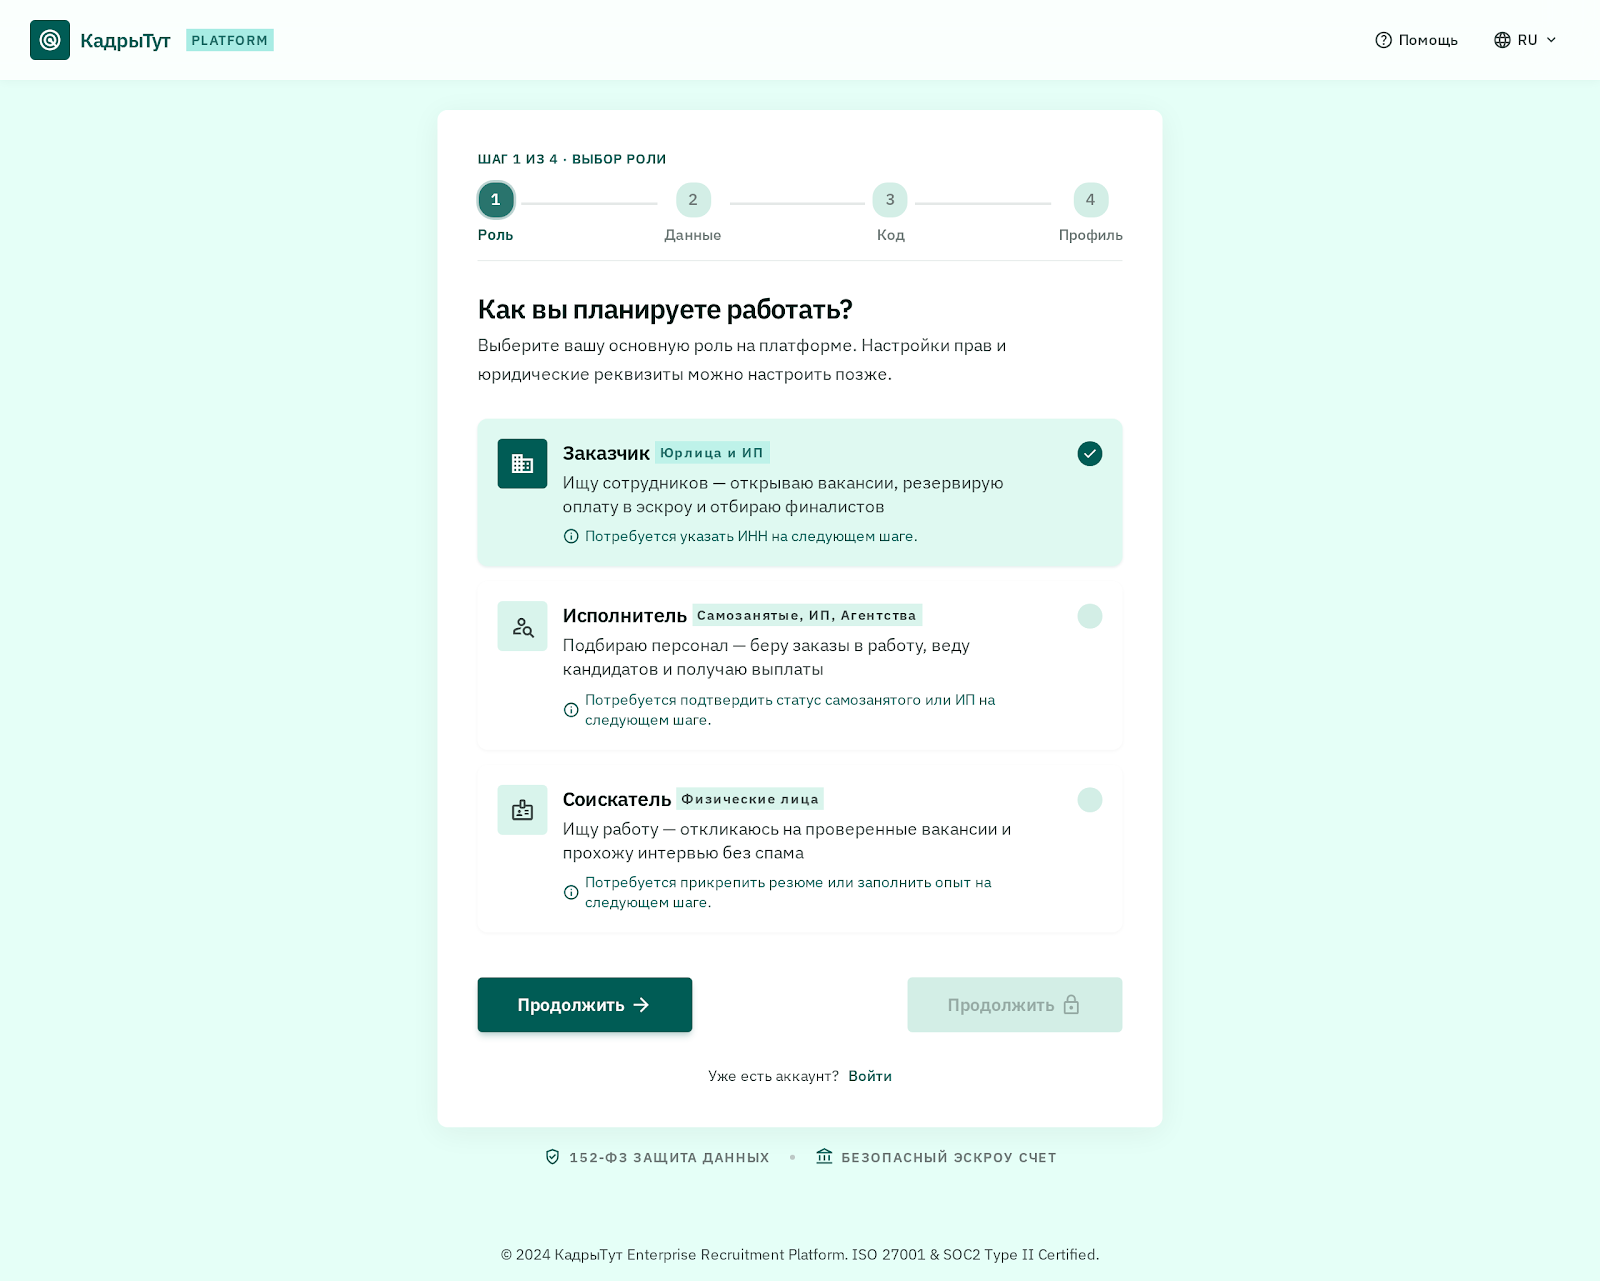 КадрыТут PLATFORM
Помощь
RU
ШАГ 1 ИЗ 4 · ВЫБОР РОЛИ
1 2 3 4
Роль Данные Код Профиль
Как вы планируете работать?
Выберите вашу основную роль на платформе. Настройки прав и
юридические реквизиты можно настроить позже.
Заказчик Юрлица и ИП
Ищу сотрудников — открываю вакансии, резервирую
оплату в эскроу и отбираю финалистов
Потребуется указать ИНН на следующем шаге.
Исполнитель Самозанятые, ИП, Агентства
Подбираю персонал — беру заказы в работу, веду
кандидатов и получаю выплаты
Потребуется подтвердить статус самозанятого или ИП на
следующем шаге.
Соискатель Физические лица
Ищу работу — откликаюсь на проверенные вакансии и
прохожу интервью без спама
Потребуется прикрепить резюме или заполнить опыт на
следующем шаге.
Продолжить
Продолжить
Уже есть аккаунт? Войти
152-ФЗ ЗАЩИТА ДАННЫХ • БЕЗОПАСНЫЙ ЭСКРОУ СЧЕТ
© 2024 КадрыТут Enterprise Recruitment Platform. ISO 27001 & SOC2 Type II Certified.